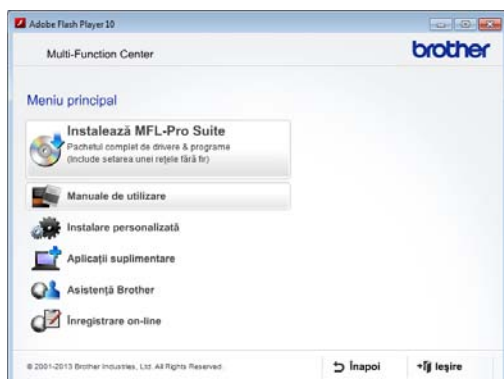 Adobe Flash Player 10
Multi-Function Center
brother
Meniu principal
Instalează MFL-Pro Suite
Pachetul complet de drivere & programe
(Include setarea unei rețele fără fir)
Manuale de utilizare
Instalare personalizată
Aplicații suplimentare
Asistență Brother
Înregistrare on-line
© 2001-2013 Brother Industries, Ltd. All Rights Reserved.
Înapoi
Ieşire